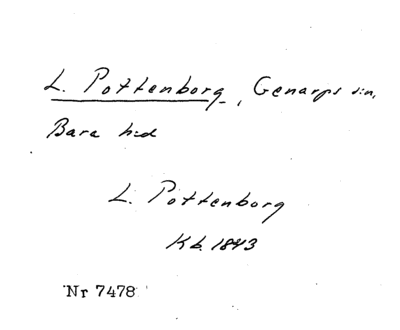 L. Pottenborg, Genarps sn,
Bara hd
L. Pottenborg
Kb. 1843
Nr 7478